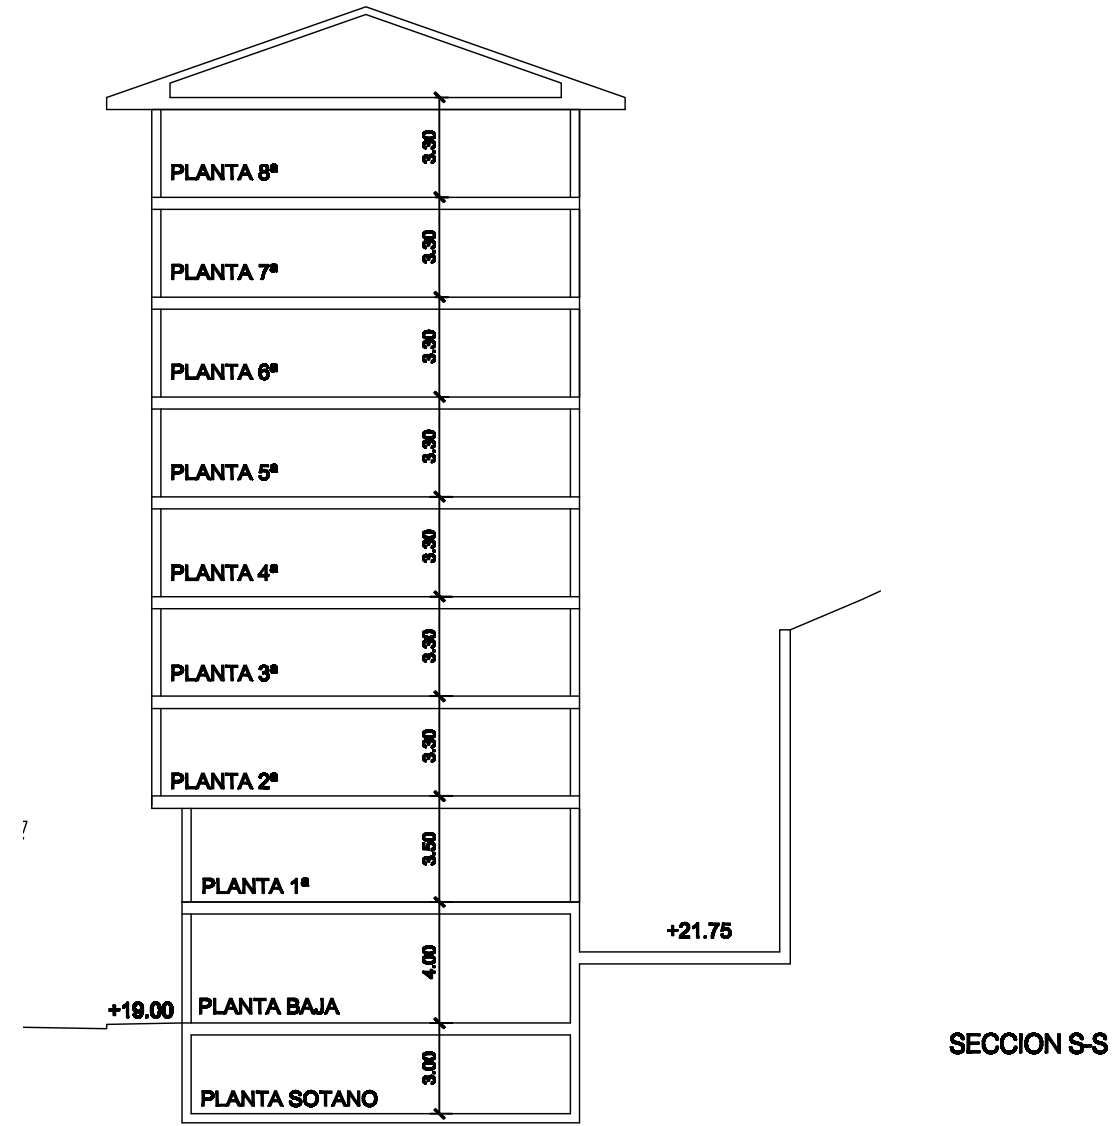 3.30
PLANTA 8ª
3.30
PLANTA 7ª
3.30
PLANTA 6ª
3.30
PLANTA 5ª
3.30
PLANTA 4ª
3.30
PLANTA 3ª
3.30
PLANTA 2ª
3.50
PLANTA 1ª
+21.75
4.00
+19.00
PLANTA BAJA
SECCION S-S
3.00
PLANTA SOTANO